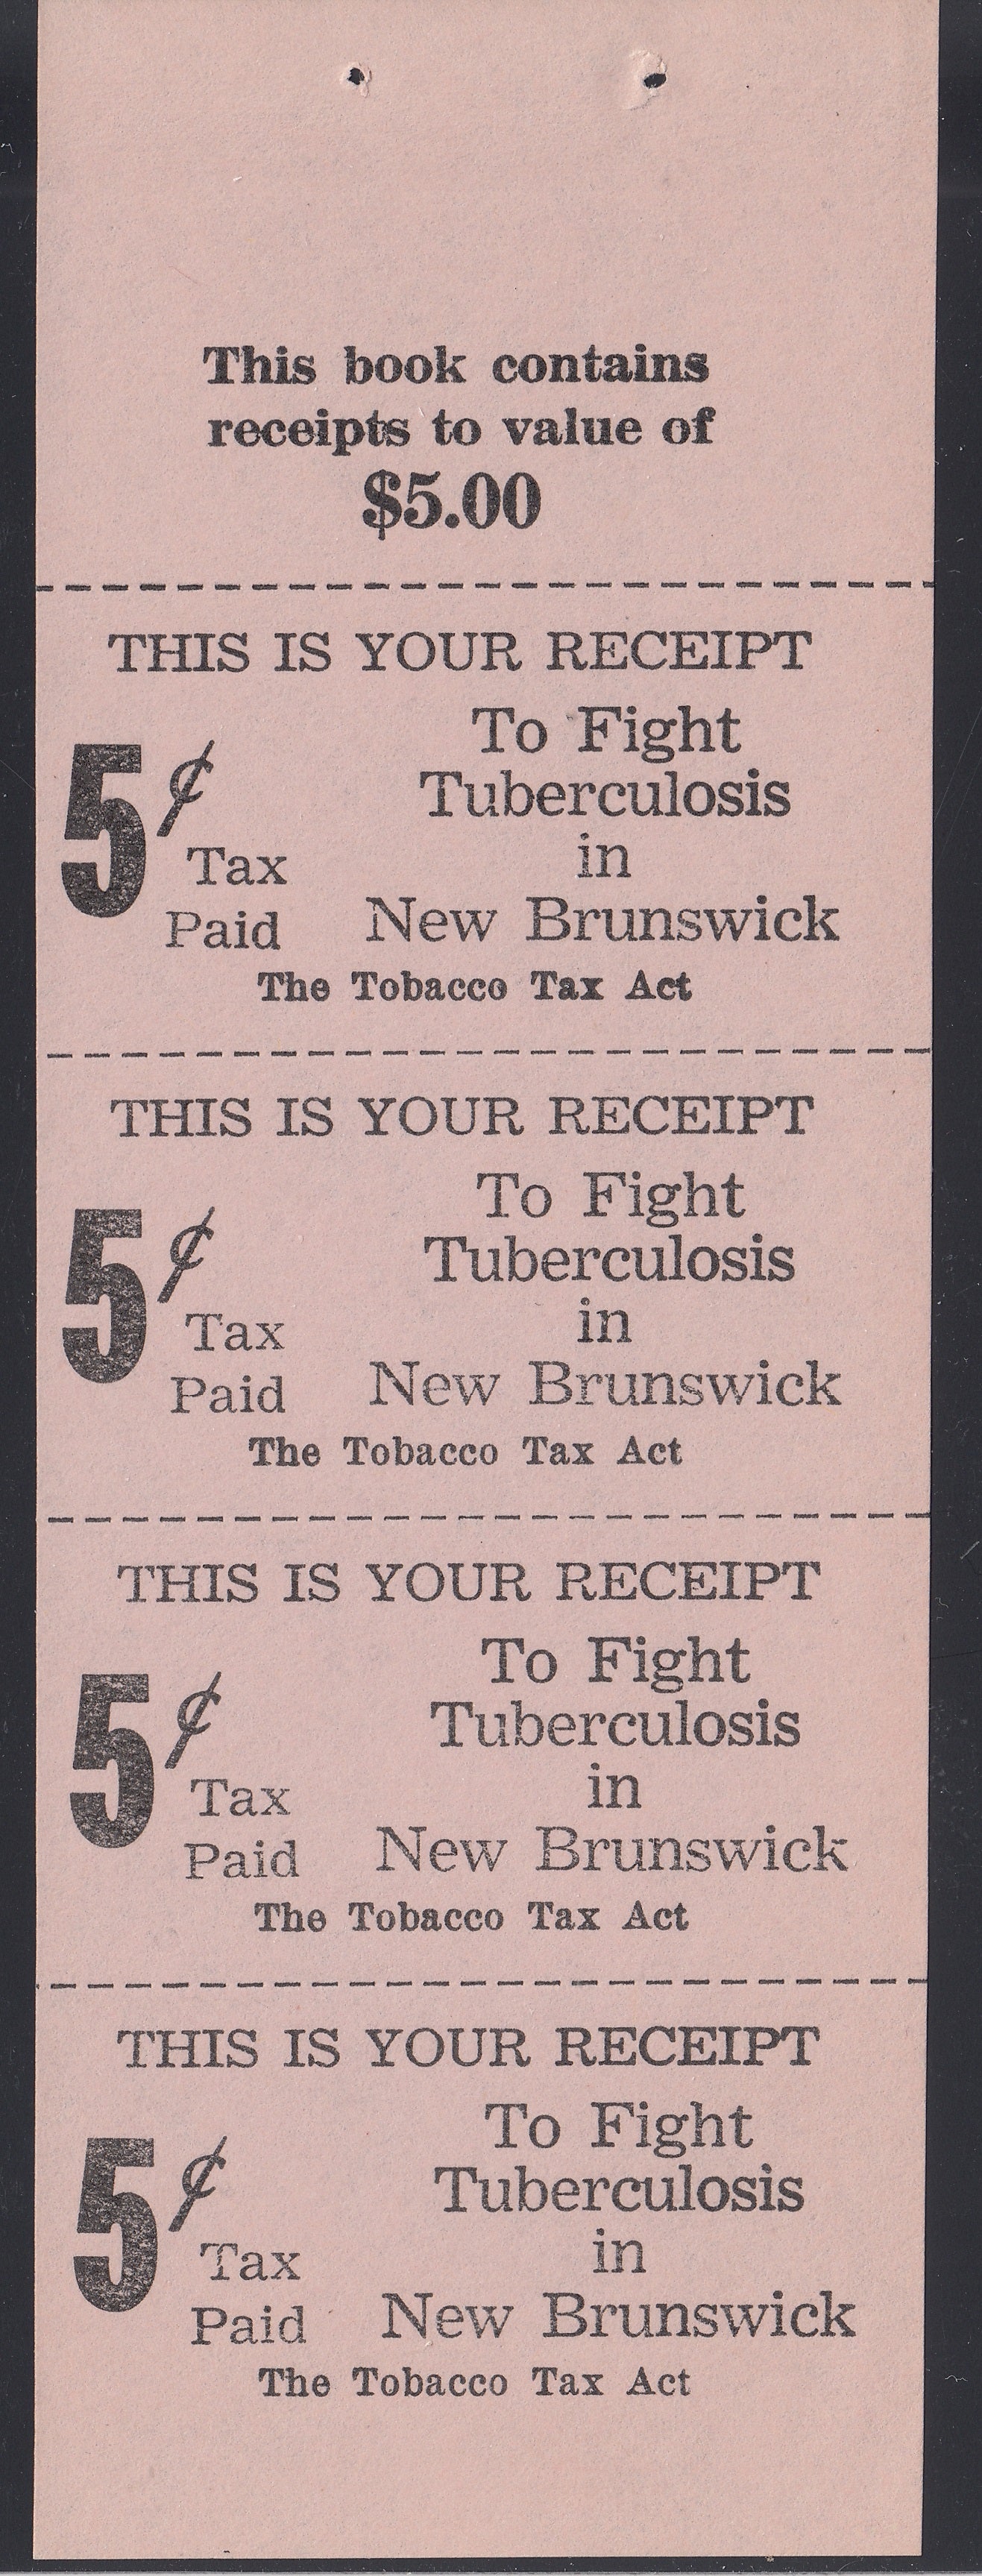 This book contains
receipts to value of
$5.00
THIS IS YOUR RECEIPT
5¢
Tax
Paid
To Fight
Tuberculosis
in
New Brunswick
The Tobacco Tax Act
THIS IS YOUR RECEIPT
5¢
Tax
Paid
To Fight
Tuberculosis
in
New Brunswick
The Tobacco Tax Act
THIS IS YOUR RECEIPT
5¢
Tax
Paid
To Fight
Tuberculosis
in
New Brunswick
The Tobacco Tax Act
THIS IS YOUR RECEIPT
5¢
Tax
Paid
To Fight
Tuberculosis
in
New Brunswick
The Tobacco Tax Act